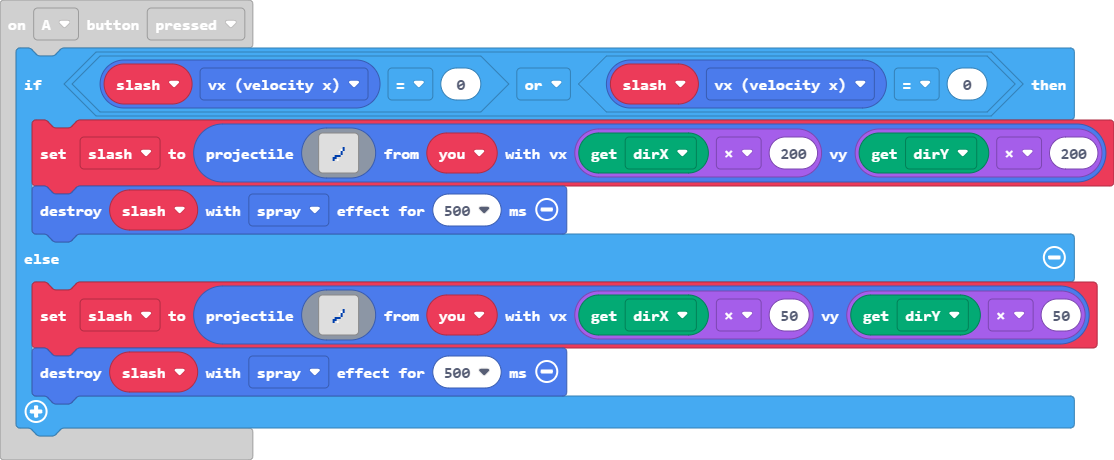 on A button pressed
if slash vx (velocity x) = 0 or slash vx (velocity x) = 0 then
set slash to projectile from you with vx get dirX × 200 vy get dirY × 200
destroy slash with spray effect for 500 ms
else
set slash to projectile from you with vx get dirX × 50 vy get dirY × 50
destroy slash with spray effect for 500 ms